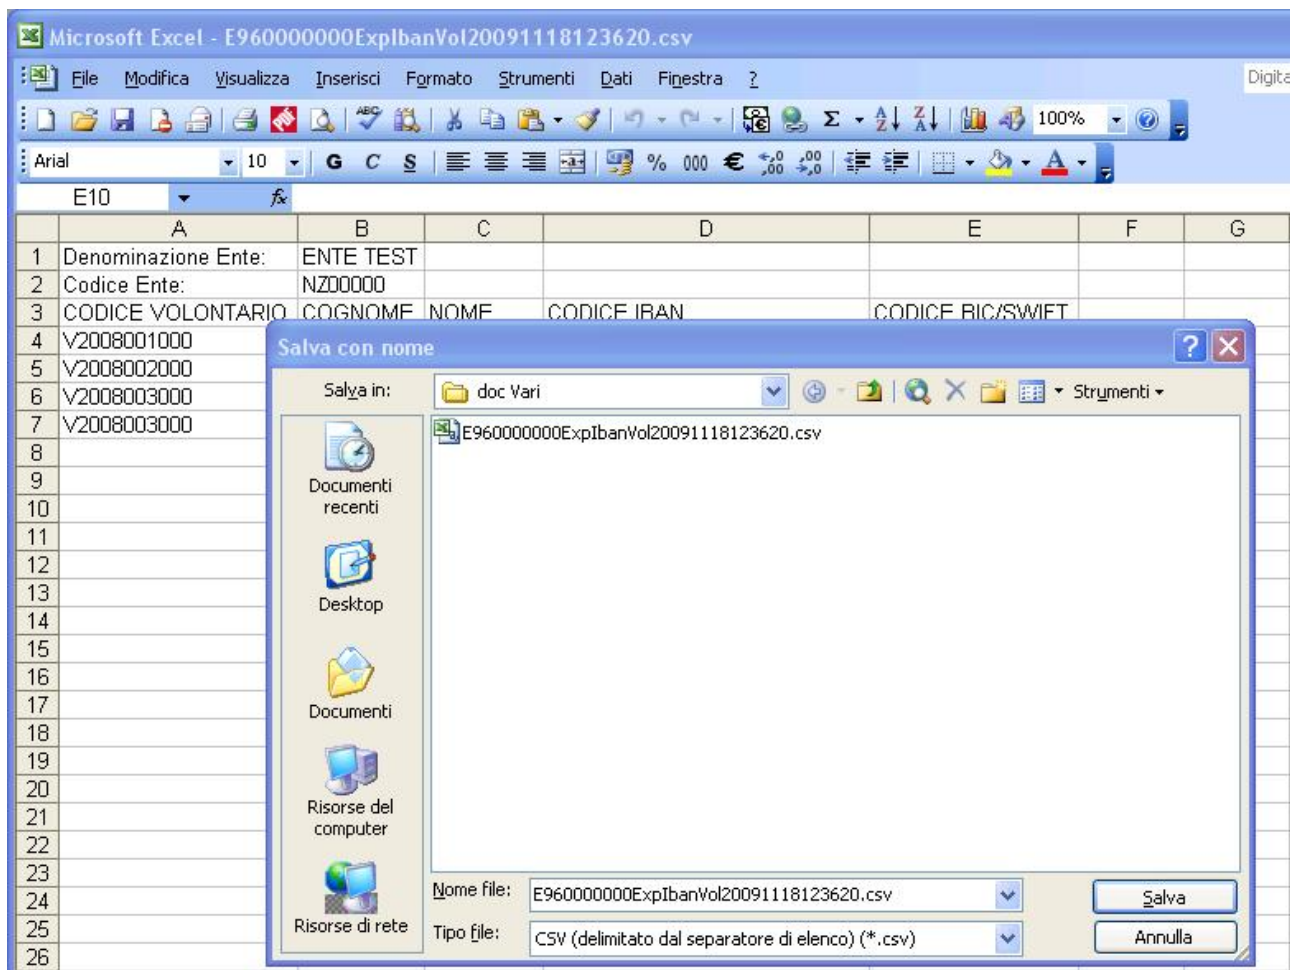 Microsoft Excel - E960000000ExpIbanVol20091118123620.csv
File Modifica Visualizza Inserisci Formato Strumenti Dati Finestra ?
100%
Arial 10 G C S % 000 €
E10 fx
A B C D E F G
1 Denominazione Ente: ENTE TEST
2 Codice Ente: NZ00000
3 CODICE VOLONTARIO COGNOME NOME CODICE IBAN CODICE BIC/SWIFT
4 V2008001000
5 V2008002000
6 V2008003000
7 V2008003000
8
9
10
11
12
13
14
15
16
17
18
19
20
21
22
23
24
25
26
Salva con nome
Salva in: doc Vari Strumenti
E960000000ExpIbanVol20091118123620.csv
Documenti
recenti
Desktop
Documenti
Risorse del
computer
Risorse di rete
Nome file: E960000000ExpIbanVol20091118123620.csv Salva
Tipo file: CSV (delimitato dal separatore di elenco) (*.csv) Annulla